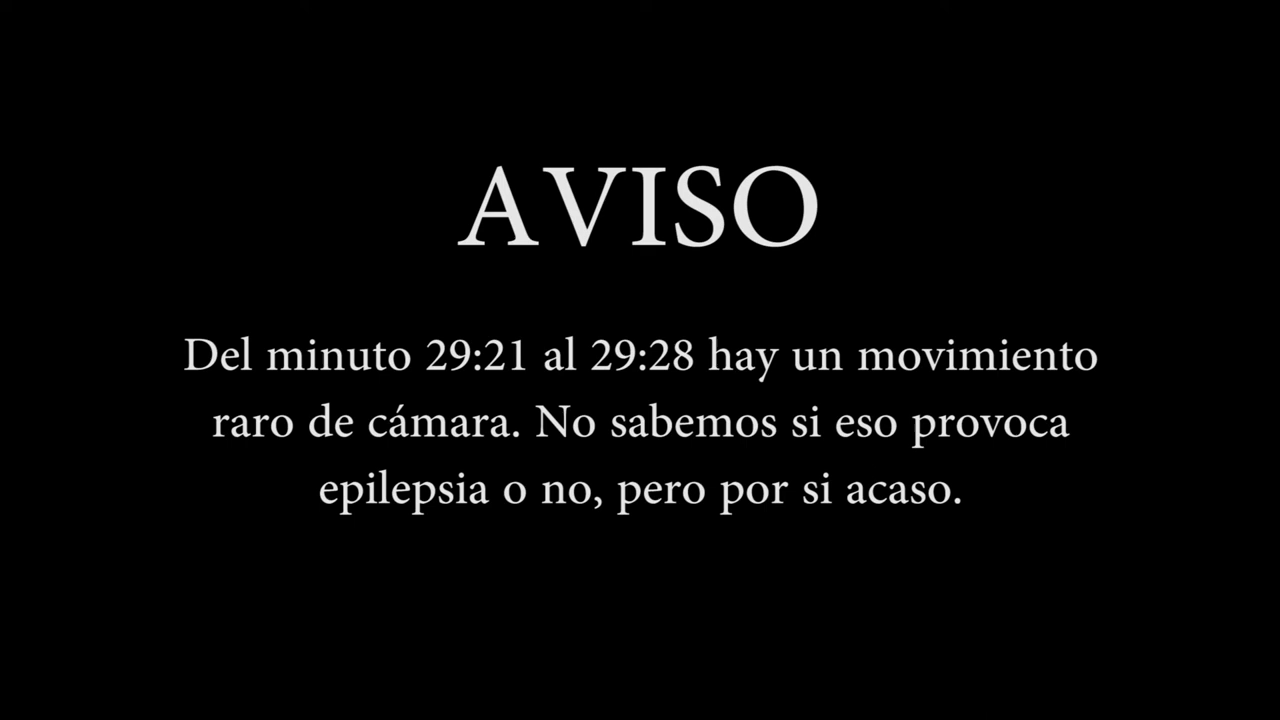 AVISO
Del minuto 29:21 al 29:28 hay un movimiento
raro de cámara. No sabemos si eso provoca
epilepsia o no, pero por si acaso.